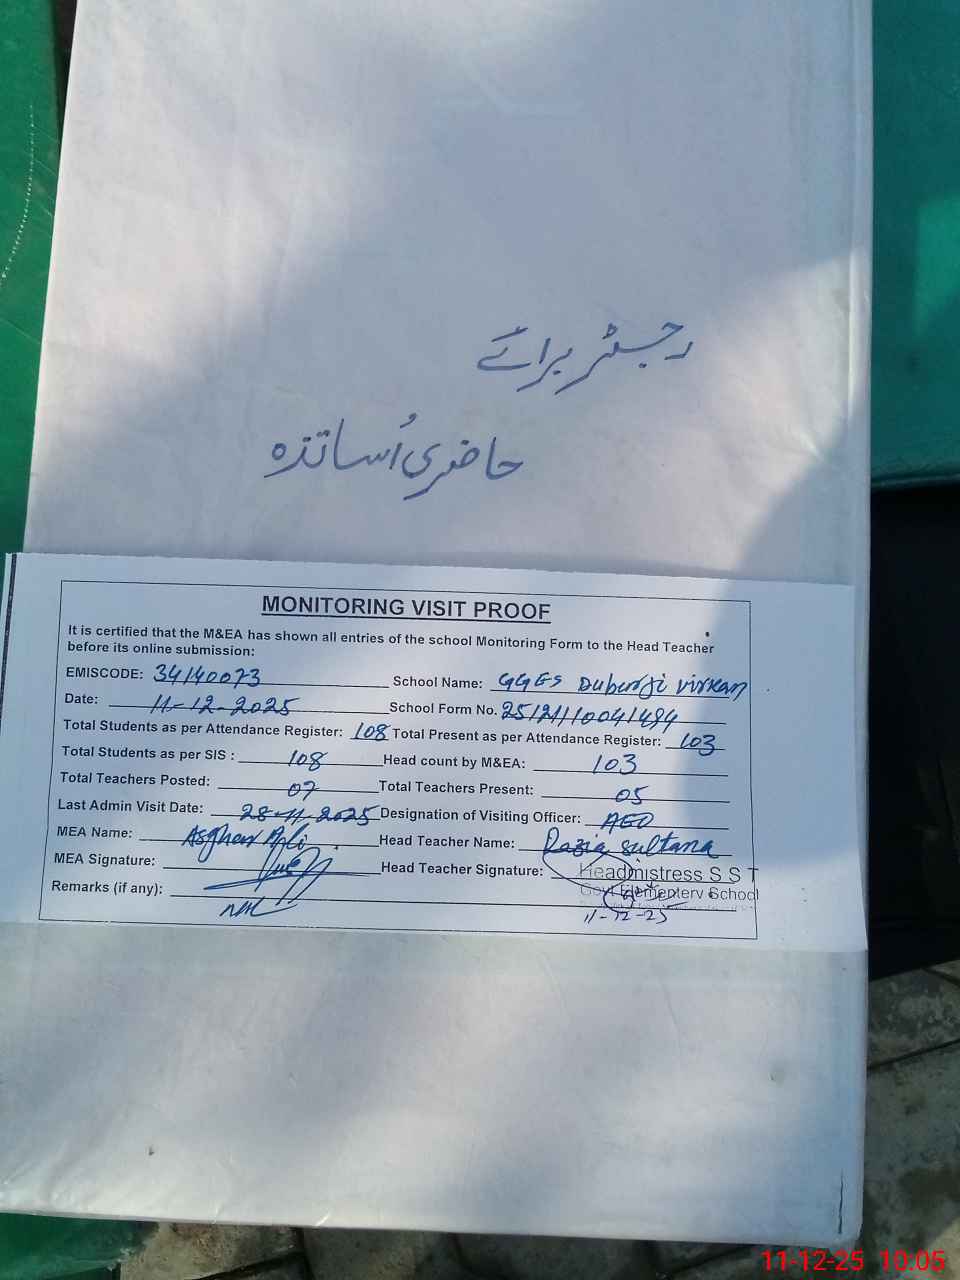 رجسٹر برائے
حاضری اُساتذہ
MONITORING VISIT PROOF
It is certified that the M&EA has shown all entries of the school Monitoring Form to the Head Teacher
before its online submission:
EMISCODE: 34140073 School Name: GGES Duburji Virkan
Date: 11-12-2025 School Form No. 25121110041494
Total Students as per Attendance Register: 108 Total Present as per Attendance Register: 103
Total Students as per SIS : 108 Head count by M&EA: 103
Total Teachers Posted: 07 Total Teachers Present: 05
Last Admin Visit Date: 28-11-2025 Designation of Visiting Officer: AEO
MEA Name: Asghar Ali Head Teacher Name: Razia Sultana
MEA Signature: Head Teacher Signature: Headmistress S S T
Govt Elementery School
Remarks (if any): Nil 11-12-25
11-12-25 10:05